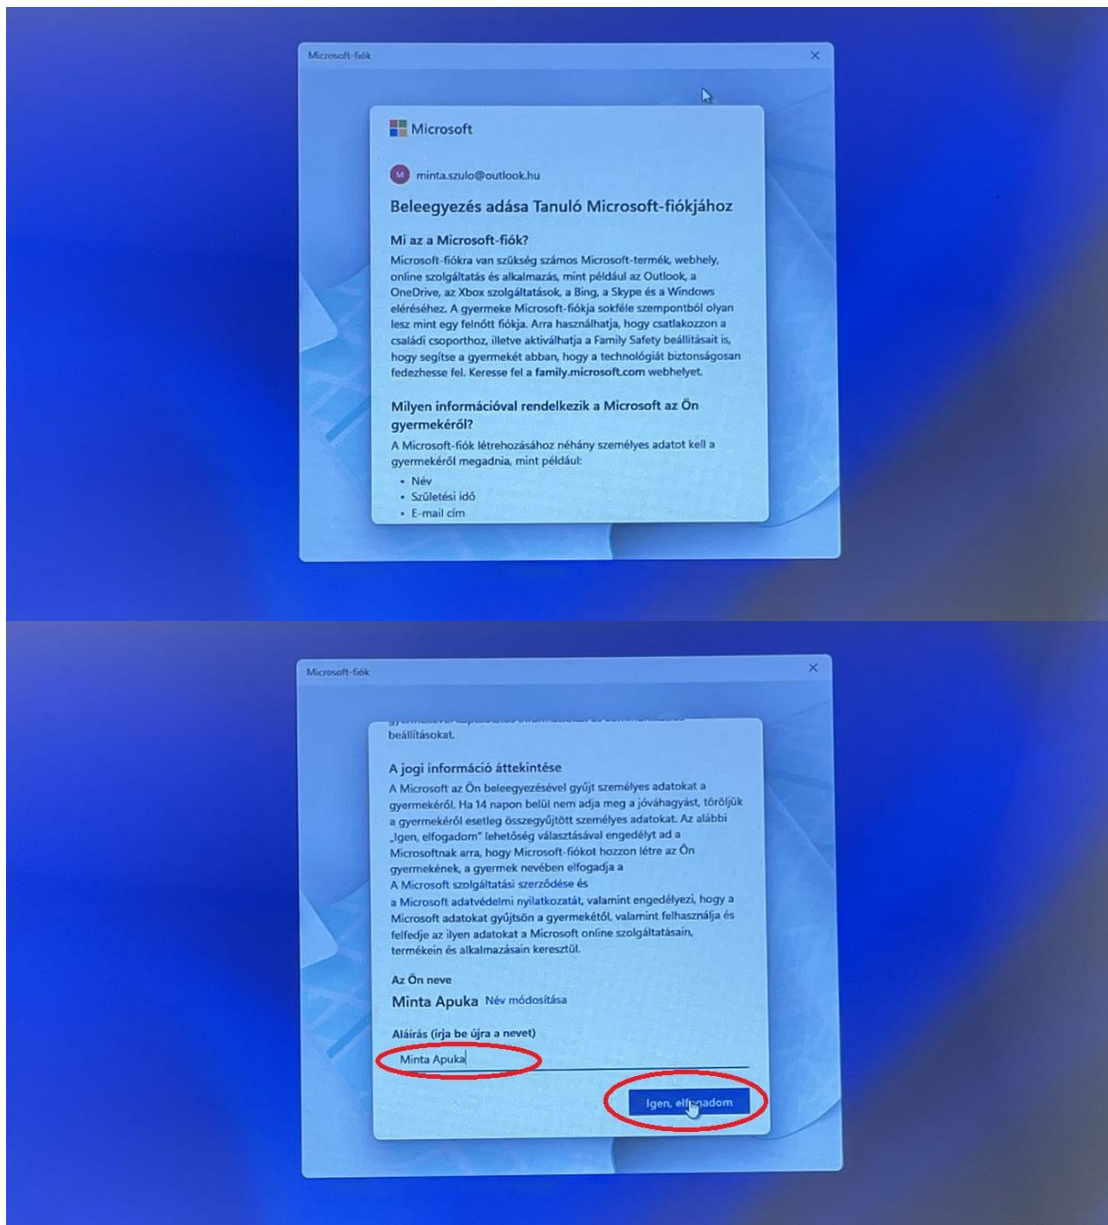 Microsoft-fiók
Microsoft
M
minta.szulo@outlook.hu
Beleegyezés adása Tanuló Microsoft-fiókjához
Mi az a Microsoft-fiók?
Microsoft-fiókra van szükség számos Microsoft-termék, webhely,
online szolgáltatás és alkalmazás, mint például az Outlook, a
OneDrive, az Xbox szolgáltatások, a Bing, a Skype és a Windows
eléréséhez. A gyermeke Microsoft-fiókja sokféle szempontból olyan
lesz mint egy felnőtt fiókja. Arra használhatja, hogy csatlakozzon a
családi csoporthoz, illetve aktiválhatja a Family Safety beállításait is,
hogy segítse a gyermekét abban, hogy a technológiát biztonságosan
fedezhesse fel. Keresse fel a family.microsoft.com webhelyet.
Milyen információval rendelkezik a Microsoft az Ön
gyermekéről?
A Microsoft-fiók létrehozásához néhány személyes adatot kell a
gyermekéről megadnia, mint például:
• Név
• Születési idő
• E-mail cím
Microsoft-fiók
beállításokat.
A jogi információ áttekintése
A Microsoft az Ön beleegyezésével gyűjt személyes adatokat a
gyermekéről. Ha 14 napon belül nem adja meg a jóváhagyást, töröljük
a gyermekéről esetleg összegyűjtött személyes adatokat. Az alábbi
„Igen, elfogadom” lehetőség választásával engedélyt ad a
Microsoftnak arra, hogy Microsoft-fiókot hozzon létre az Ön
gyermekének, a gyermek nevében elfogadja a
A Microsoft szolgáltatási szerződése és
a Microsoft adatvédelmi nyilatkozatát, valamint engedélyezi, hogy a
Microsoft adatokat gyűjtsön a gyermekétől, valamint felhasználja és
felfedje az ilyen adatokat a Microsoft online szolgáltatásain,
termékein és alkalmazásain keresztül.
Az Ön neve
Minta Apuka Név módosítása
Aláírás (írja be újra a nevet)
Minta Apuka
Igen, elfogadom